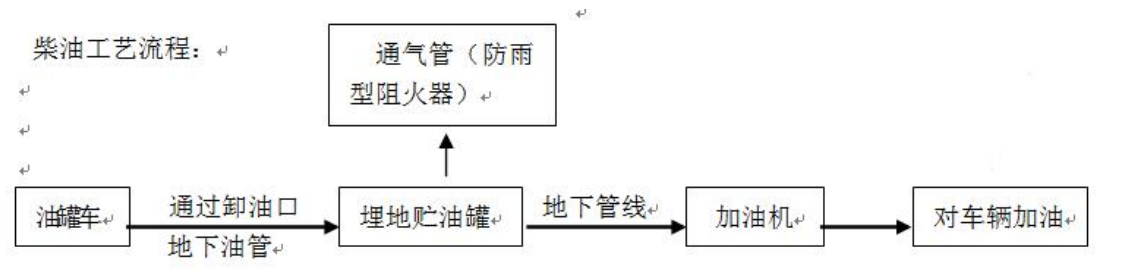 柴油工艺流程：
通气管（防雨
型阻火器）
油罐车
通过卸油口
地下油管
埋地贮油罐
地下管线
加油机
对车辆加油